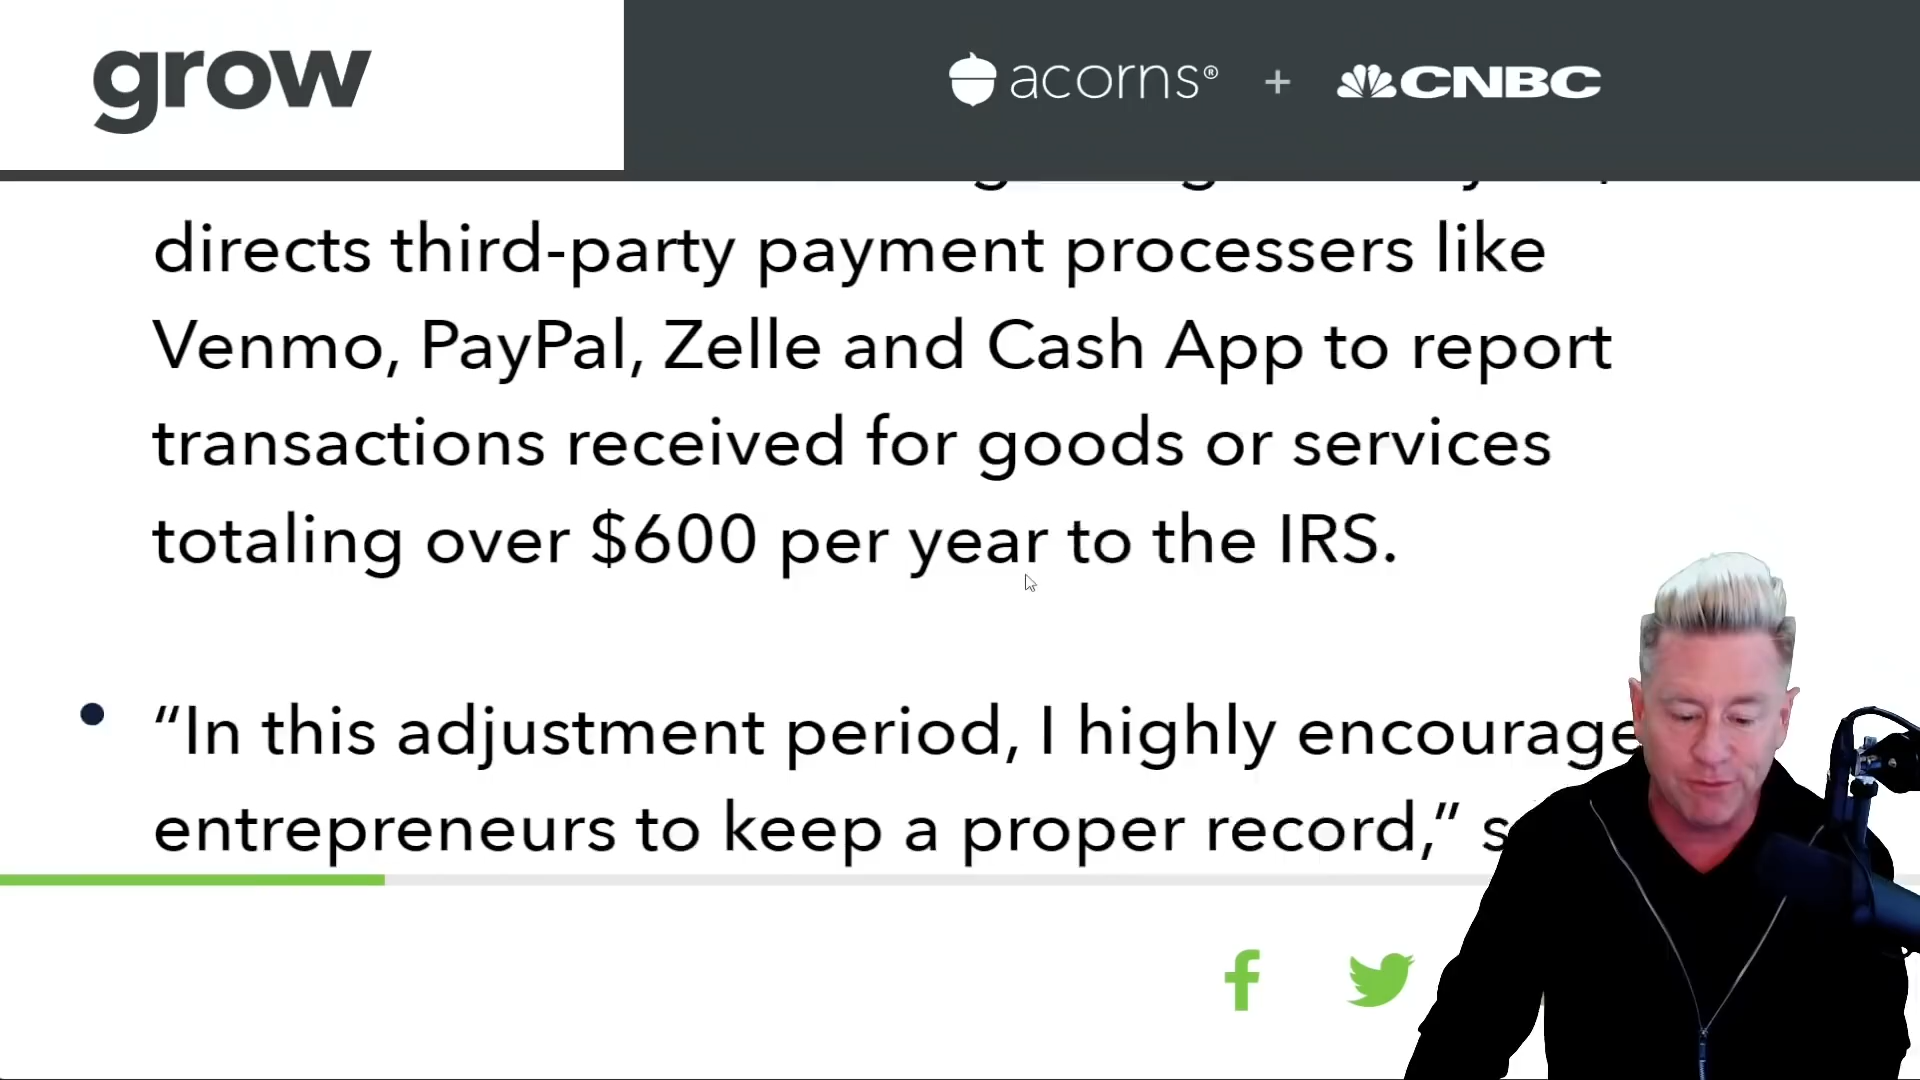 grow
acorns® + CNBC
directs third-party payment processers like
Venmo, PayPal, Zelle and Cash App to report
transactions received for goods or services
totaling over $600 per year to the IRS.
• “In this adjustment period, I highly encourage
entrepreneurs to keep a proper record,”